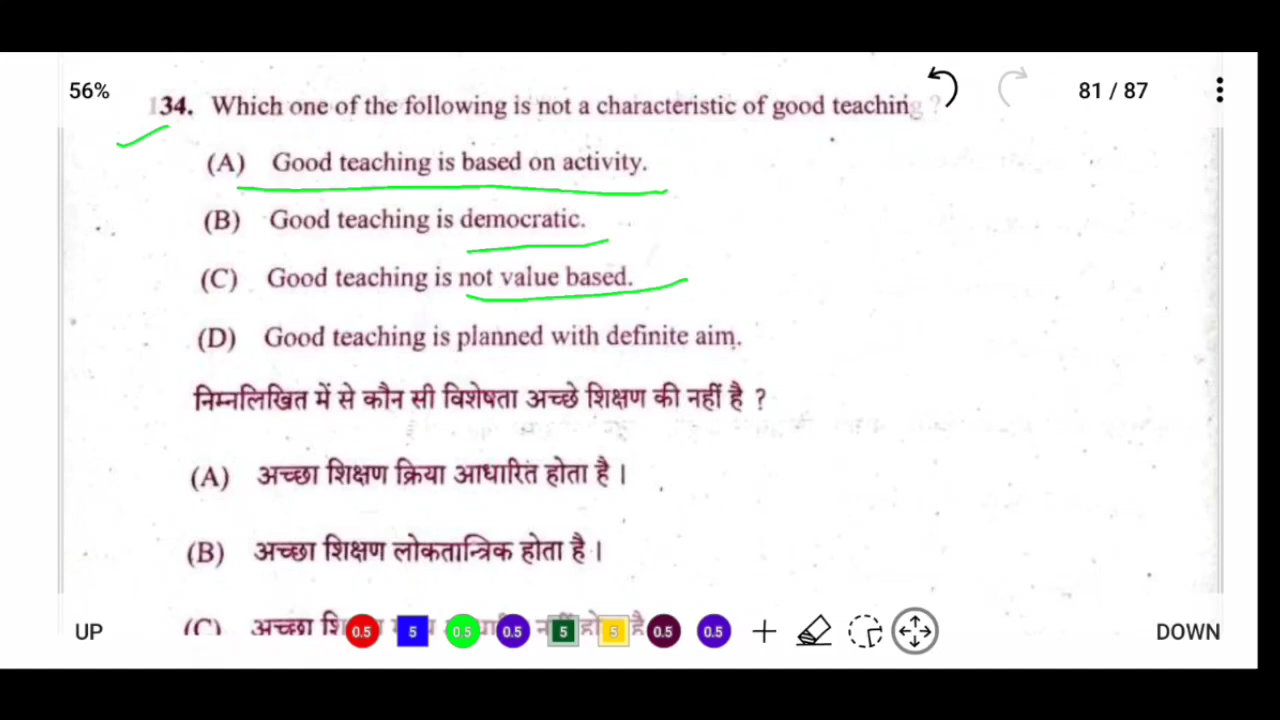 56%
134. Which one of the following is not a characteristic of good teaching ?
81 / 87
(A) Good teaching is based on activity.
(B) Good teaching is democratic.
(C) Good teaching is not value based.
(D) Good teaching is planned with definite aim.
निम्नलिखित में से कौन सी विशेषता अच्छे शिक्षण की नहीं है ?
(A) अच्छा शिक्षण क्रिया आधारित होता है ।
(B) अच्छा शिक्षण लोकतान्त्रिक होता है ।
(C) अच्छा
UP
0.5 5 0.5 0.5 5 5 0.5 0.5
DOWN